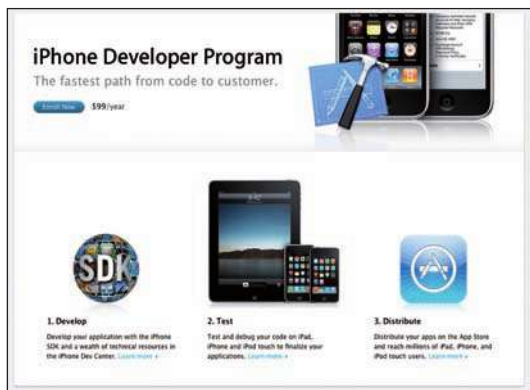 iPhone Developer Program
The fastest path from code to customer.
Enroll Now $99/year
SDK
1. Develop
Develop your application with the iPhone
SDK and a wealth of technical resources in
the iPhone Dev Center. Learn more ▸
2. Test
Test and debug your code on iPad,
iPhone and iPod touch to finalize your
applications. Learn more ▸
3. Distribute
Distribute your apps on the App Store
and reach millions of iPad, iPhone, and
iPod touch users. Learn more ▸